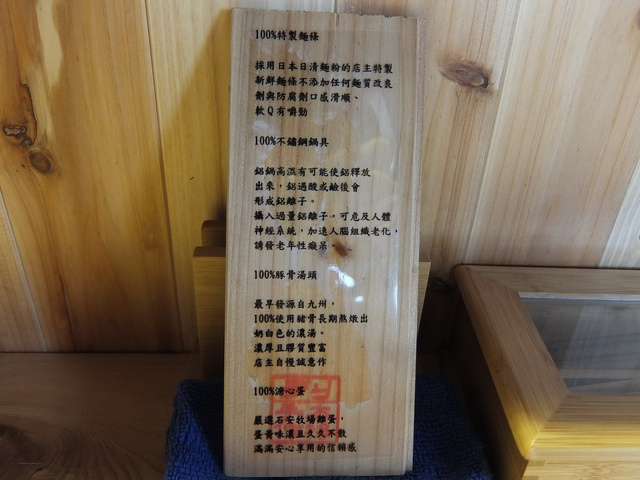 100%特製麵條
採用日本日清麵粉的店主特製
新鮮麵條不添加任何麵質改良
劑與防腐劑口感滑順、
軟Q有嚼勁
100%不鏽鋼鍋具
鋁鍋高溫有可能使鋁釋放
出來，鋁遇酸或鹼後會
形成鋁離子。
攝入過量鋁離子，可危及人體
神經系統，加速人腦組織老化，
誘發老年性癡呆。
100%豚骨湯頭
最早發源自九州，
100%使用豬骨長期熬燉出
奶白色的濃湯。
濃厚且膠質豐富
店主自慢誠意作
100%溏心蛋
嚴選石安牧場雞蛋，
蛋黃味濃且久久不散
滿滿安心享用的信賴感